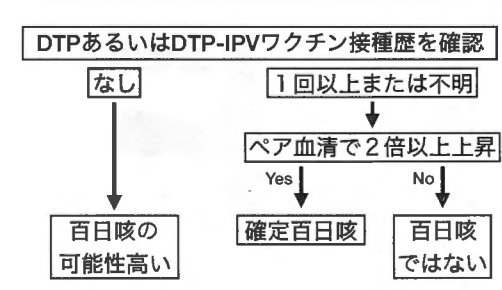 DTPあるいはDTP-IPVワクチン接種歴を確認
なし
1回以上または不明
ペア血清で2倍以上上昇
Yes
No
百日咳の
可能性高い
確定百日咳
百日咳
ではない